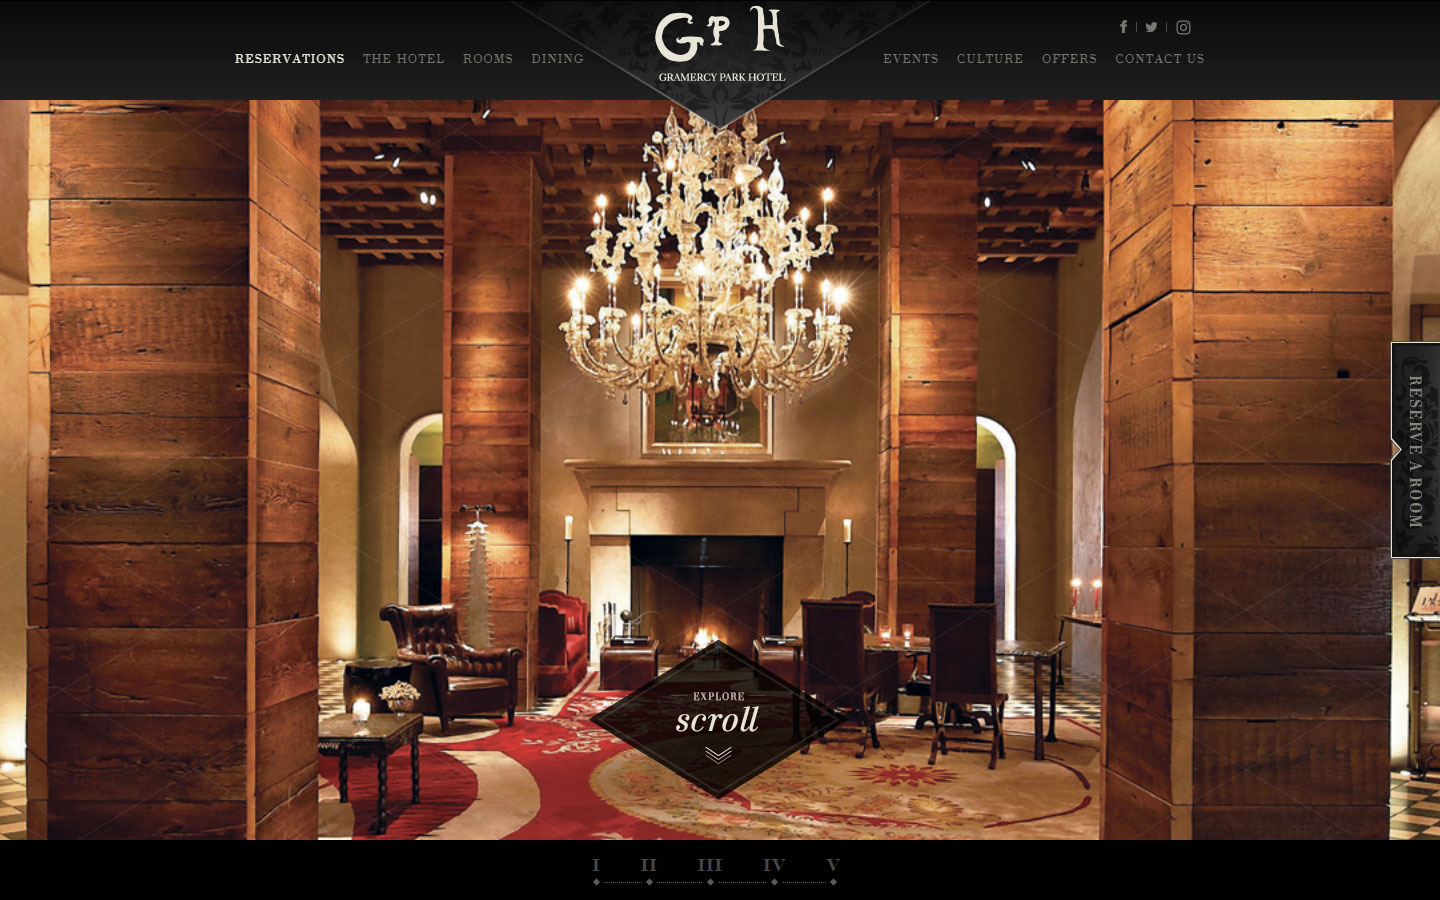 GPH
GRAMERCY PARK HOTEL
RESERVATIONS THE HOTEL ROOMS DINING EVENTS CULTURE OFFERS CONTACT US
RESERVE A ROOM
EXPLORE
scroll
I II III IV V